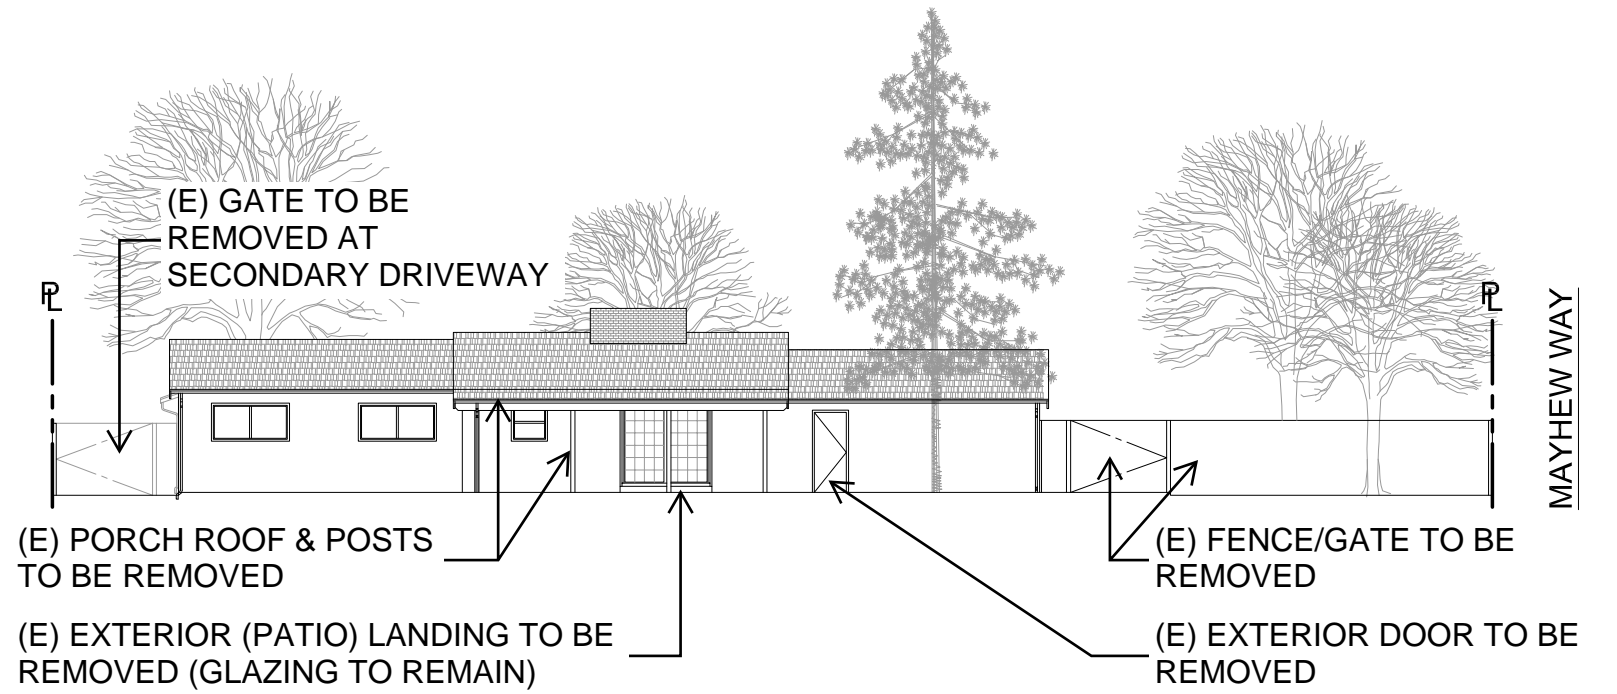 (E) GATE TO BE
REMOVED AT
SECONDARY DRIVEWAY
PL
PL
MAYHEW WAY
(E) PORCH ROOF & POSTS
TO BE REMOVED
(E) FENCE/GATE TO BE
REMOVED
(E) EXTERIOR (PATIO) LANDING TO BE
REMOVED (GLAZING TO REMAIN)
(E) EXTERIOR DOOR TO BE
REMOVED